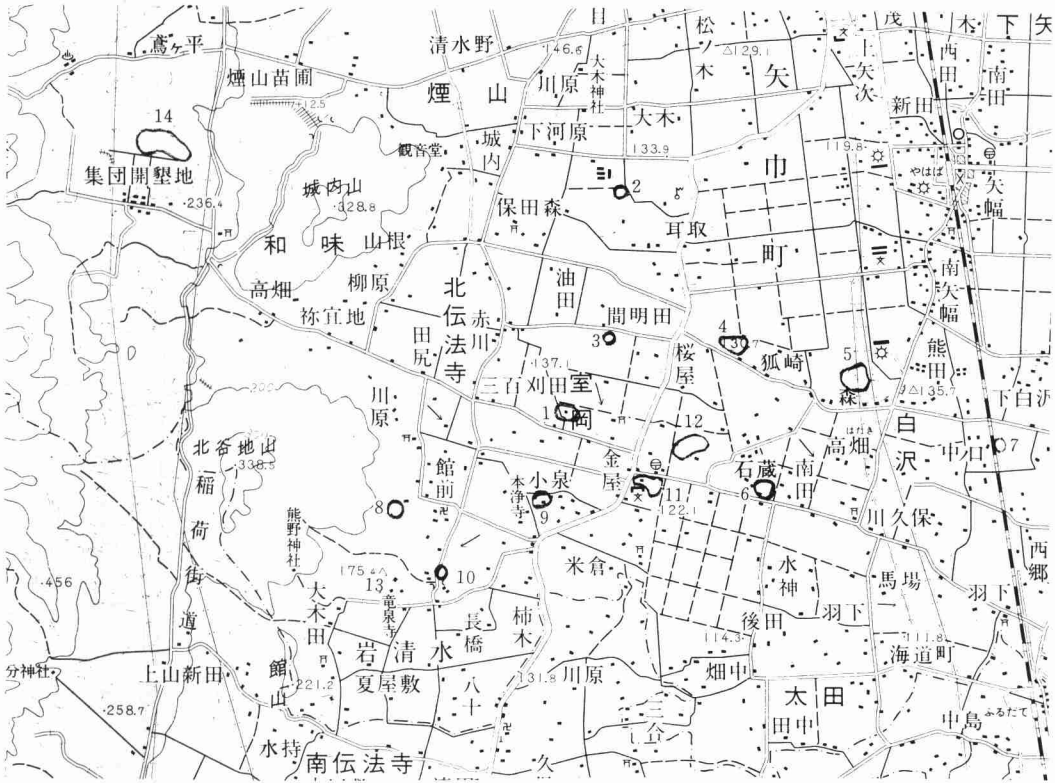 日
鳶ヶ平
清水野
・146.6
大木神社
松ノ木
△129.1
矢
茂
上矢次
西田
木
下矢
南田
煙山苗圃
煙山
川原
新田
+12.5
14
城内
下河原
大木
133.9
119.8
やはば
矢幅
観音堂
集団開墾地
城内山
・328.8
2
巾
・236.4
保田森
耳取
和味
山根
町
南矢幅
柳原
油田
高畑
祢宜地
北伝法寺
赤川
間明田
3
4
130.7
狐崎
桜屋
熊田
田尻
・137.1
三百刈田
室岡
1
5
森
△135.7
下白沢
200
川原
12
はたき
高畑
白沢
中口
7
北谷地山
・338.5
館前
本浄寺
小泉
金屋
石蔵
南田
稲荷街道
8
9
11
・122.1
6
川久保
熊野神社
・456
175.4
13
10
米倉
水神
馬場
西郷
大木田
竜泉寺
長橋
柿木
後田
羽下
羽下
八
114.3
111.8
岩清水
分神社
上山新田
館山
・221.2
夏屋敷
八十
131.8
川原
畑中
海道町
太田
・258.7
三合
田中
中島
ふるだて
水持
南伝法寺
久